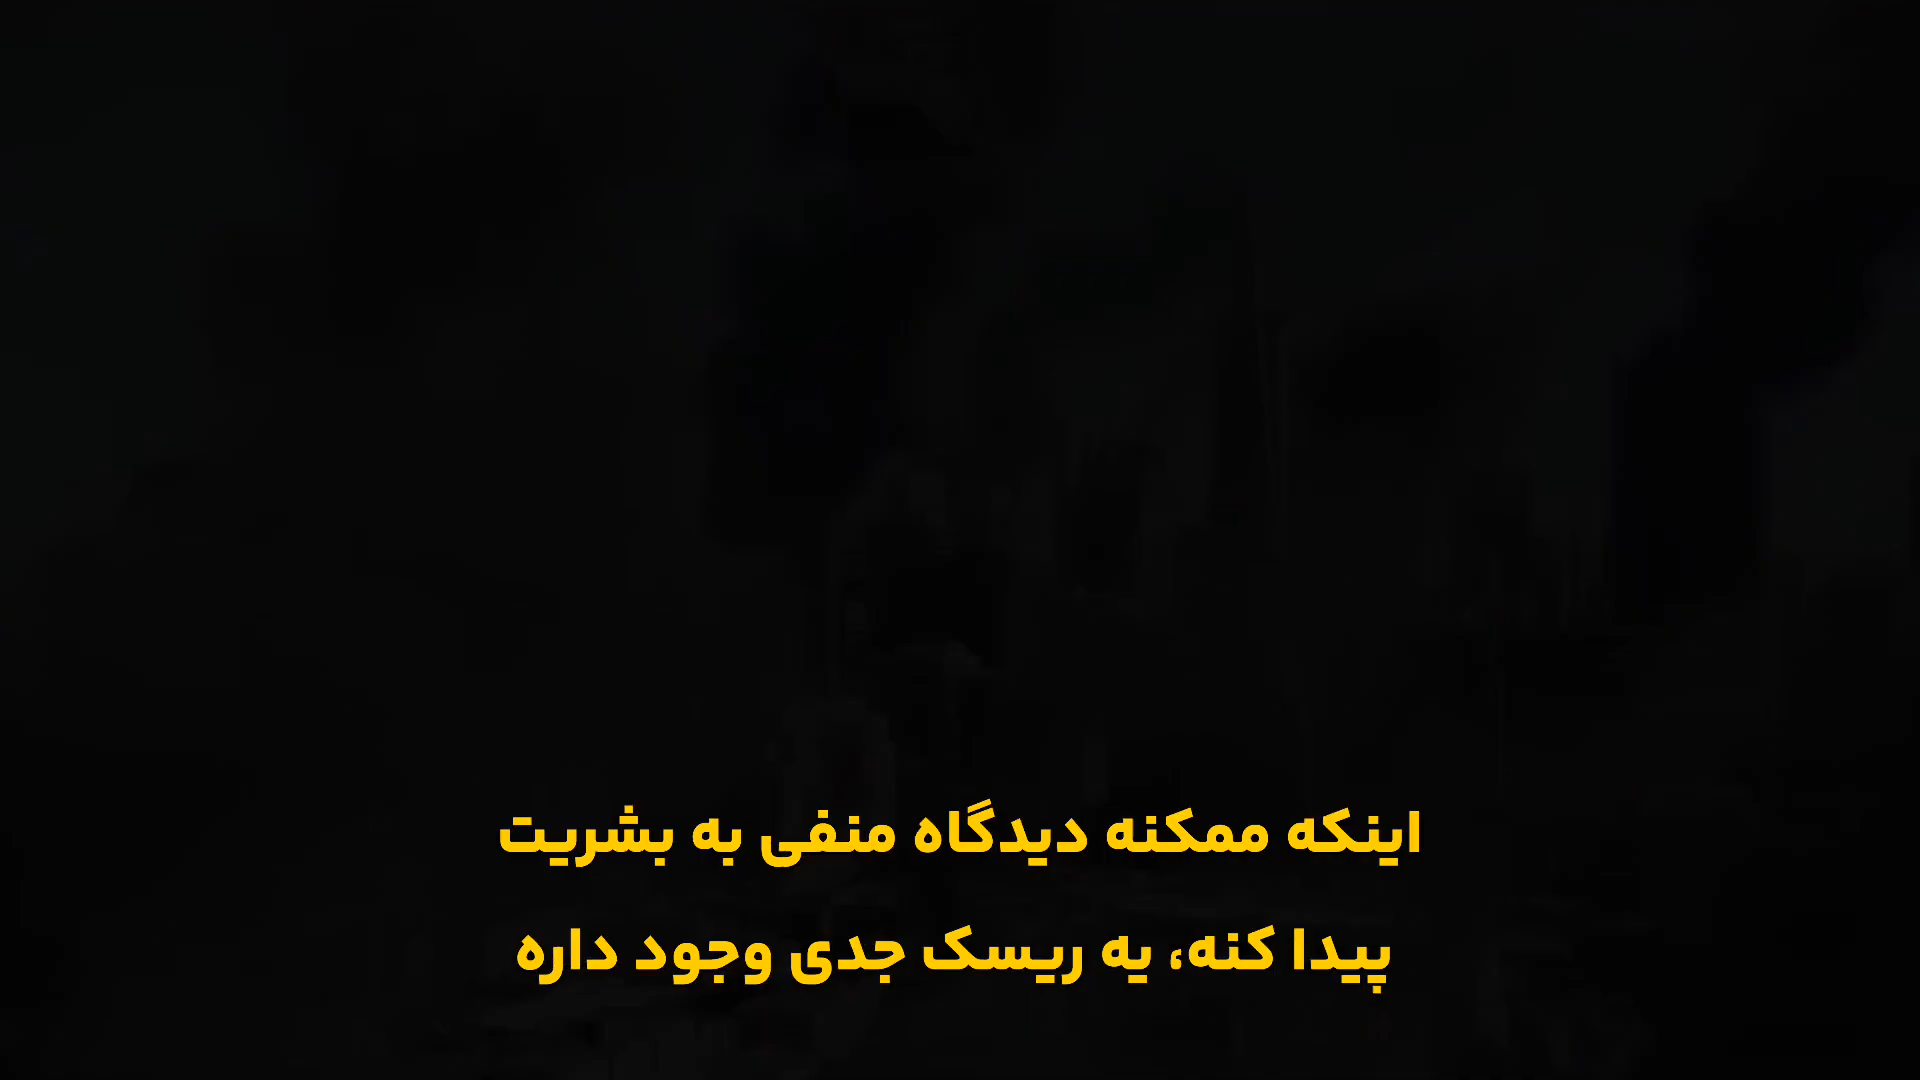 اینکه ممکنه دیدگاه منفی به بشریت
پیدا کنه، یه ریسک جدی وجود داره